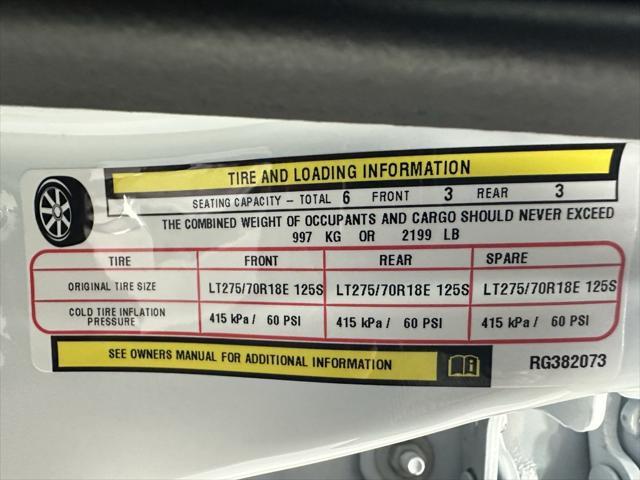 TIRE AND LOADING INFORMATION
SEATING CAPACITY – TOTAL 6 FRONT 3 REAR 3
THE COMBINED WEIGHT OF OCCUPANTS AND CARGO SHOULD NEVER EXCEED
997 KG OR 2199 LB
TIRE FRONT REAR SPARE
ORIGINAL TIRE SIZE LT275/70R18E 125S LT275/70R18E 125S LT275/70R18E 125S
COLD TIRE INFLATION
PRESSURE 415 kPa / 60 PSI 415 kPa / 60 PSI 415 kPa / 60 PSI
SEE OWNERS MANUAL FOR ADDITIONAL INFORMATION
RG382073